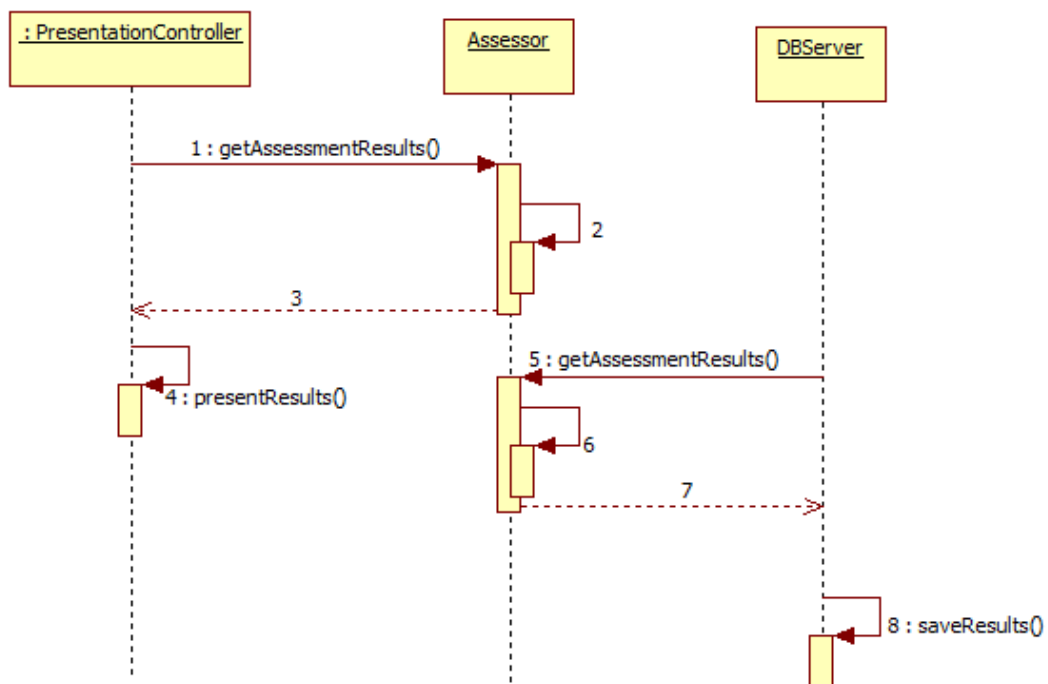 : PresentationController
Assessor
DBServer
1 : getAssessmentResults()
2
3
5 : getAssessmentResults()
4 : presentResults()
6
7
8 : saveResults()